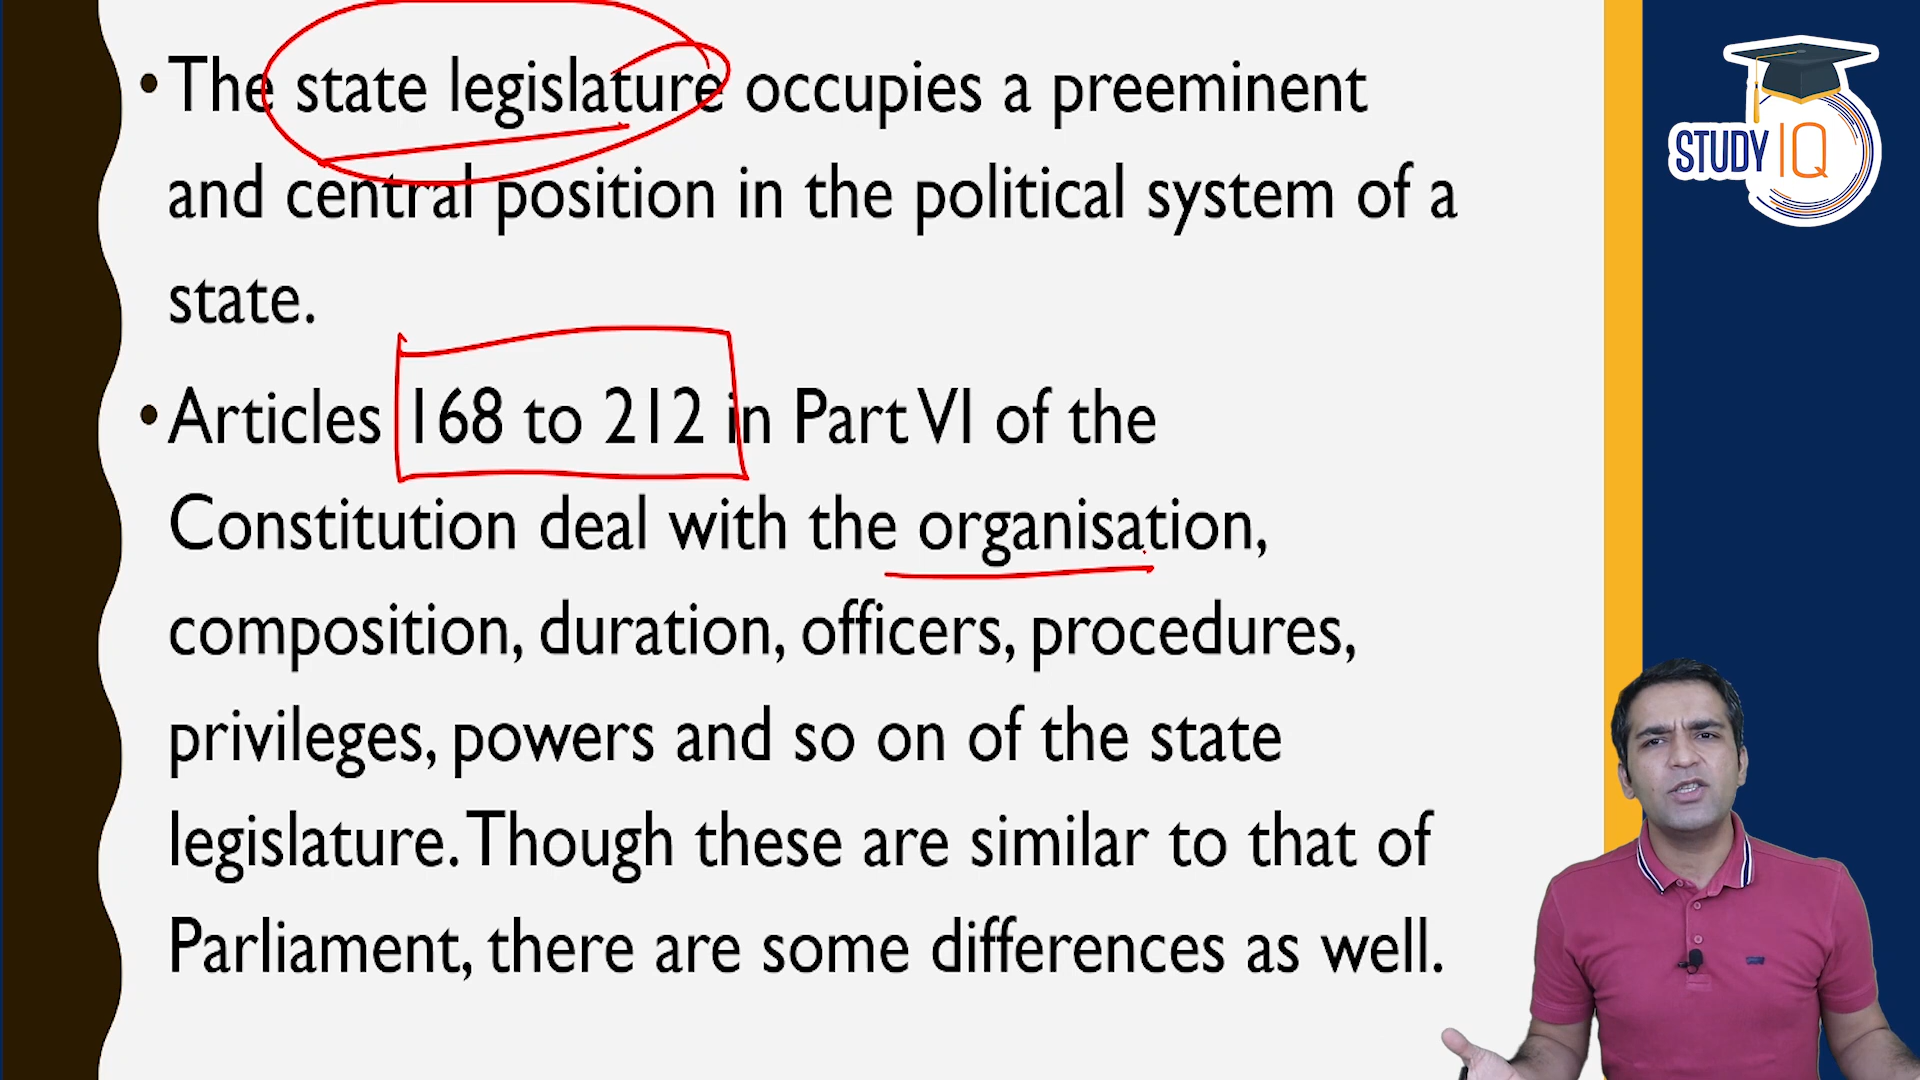 • The state legislature occupies a preeminent
and central position in the political system of a
state.
• Articles 168 to 212 in Part VI of the
Constitution deal with the organisation,
composition, duration, officers, procedures,
privileges, powers and so on of the state
legislature. Though these are similar to that of
Parliament, there are some differences as well.
STUDY IQ